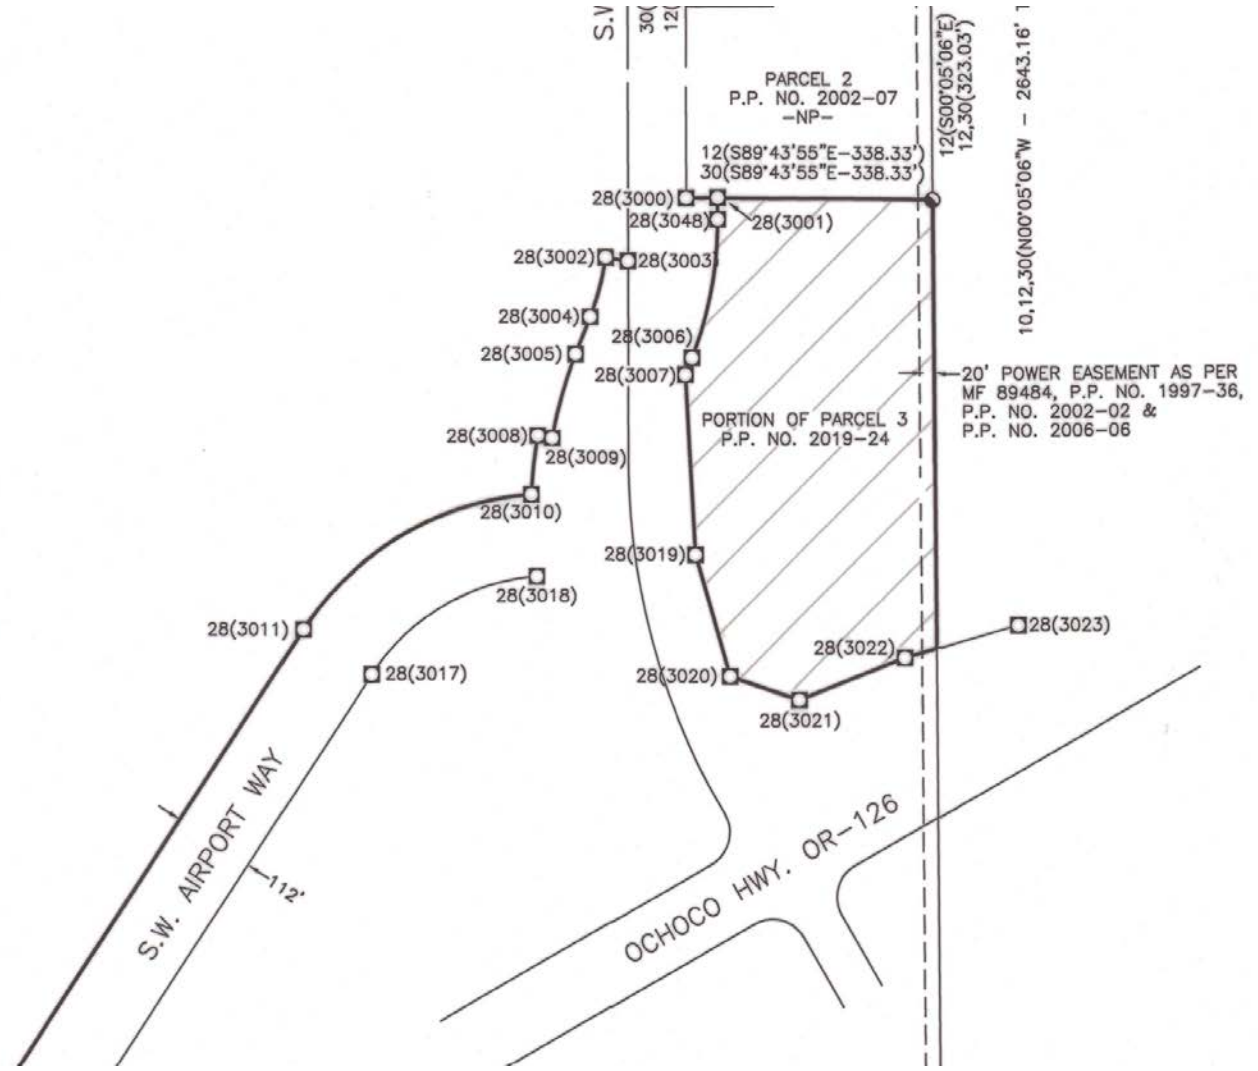 S.W
30(
12(
PARCEL 2
P.P. NO. 2002-07
-NP-
12(S00°05'06"E)
12,30(323.03')
10,12,30(N00°05'06"W - 2643.16'
12(S89°43'55"E-338.33')
30(S89°43'55"E-338.33')
28(3000)
28(3001)
28(3048)
28(3002)
28(3003)
28(3004)
28(3005)
28(3006)
28(3007)
20' POWER EASEMENT AS PER
MF 89484, P.P. NO. 1997-36,
P.P. NO. 2002-02 &
P.P. NO. 2006-06
PORTION OF PARCEL 3
P.P. NO. 2019-24
28(3008)
28(3009)
28(3010)
28(3019)
28(3018)
28(3011)
28(3017)
28(3023)
28(3022)
28(3020)
28(3021)
S.W. AIRPORT WAY
112'
OCHOCO HWY. OR-126